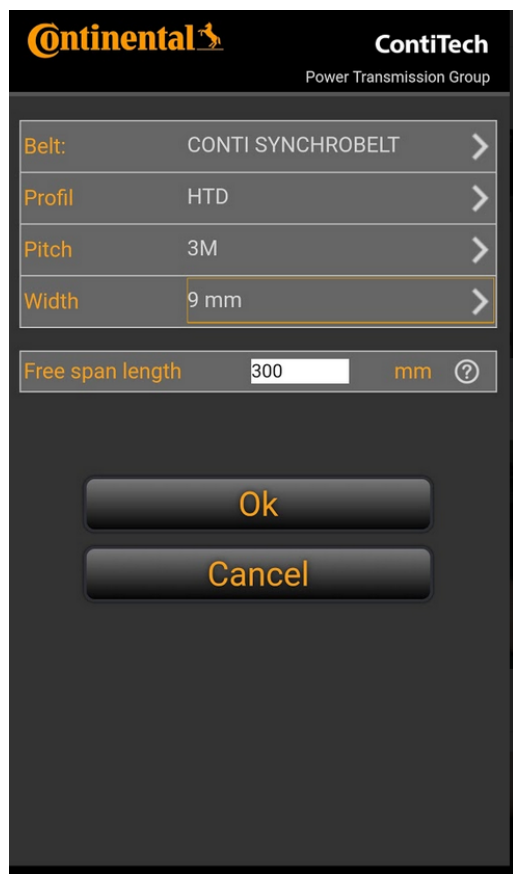 Continental
ContiTech
Power Transmission Group
Belt: CONTI SYNCHROBELT
Profil HTD
Pitch 3M
Width 9 mm
Free span length 300 mm ?
Ok
Cancel